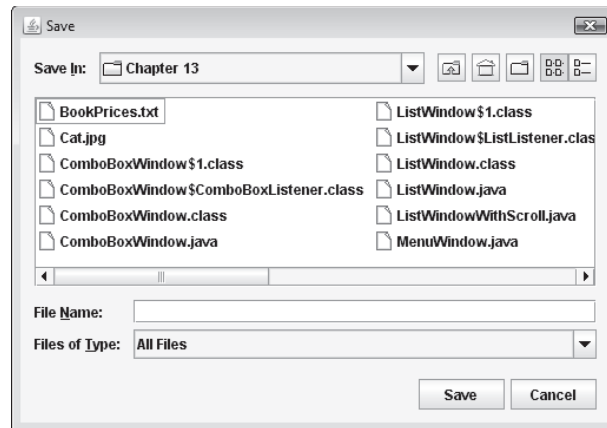 Save
Save In: Chapter 13
BookPrices.txt
Cat.jpg
ComboBoxWindow$1.class
ComboBoxWindow$ComboBoxListener.class
ComboBoxWindow.class
ComboBoxWindow.java
ListWindow$1.class
ListWindow$ListListener.clas
ListWindow.class
ListWindow.java
ListWindowWithScroll.java
MenuWindow.java
File Name:
Files of Type: All Files
Save Cancel